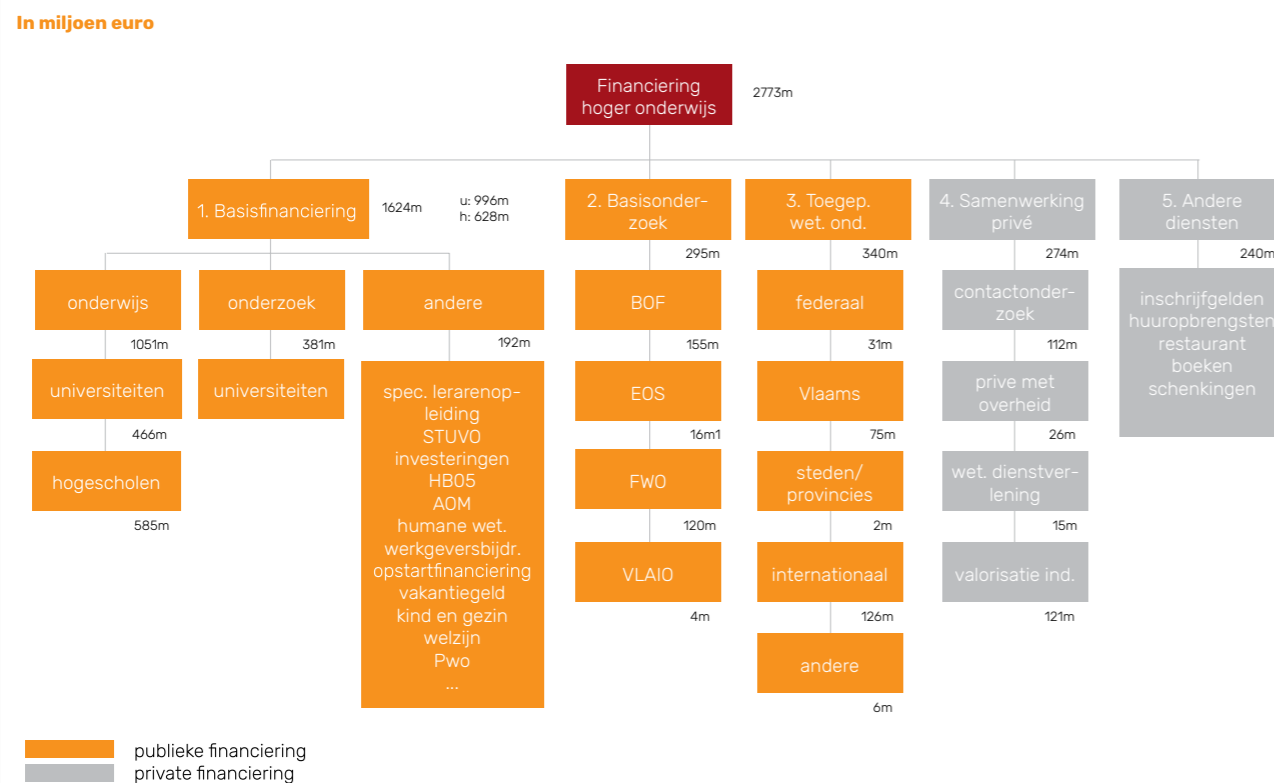 In miljoen euro
Financiering
hoger onderwijs
2773m
1. Basisfinanciering
1624m
u: 996m
h: 628m
2. Basisonder-
zoek
295m
3. Toegep.
wet. ond.
340m
4. Samenwerking
privé
274m
5. Andere
diensten
240m
onderwijs
1051m
universiteiten
466m
hogescholen
585m
onderzoek
381m
universiteiten
andere
192m
spec. lerarenop-
leiding
STUVO
investeringen
HBO5
AOM
humane wet.
werkgeversbijdr.
opstartfinanciering
vakantiegeld
kind en gezin
welzijn
Pwo
...
BOF
155m
EOS
16m1
FWO
120m
VLAIO
4m
federaal
31m
Vlaams
75m
steden/
provincies
2m
internationaal
126m
andere
6m
contactonder-
zoek
112m
prive met
overheid
26m
wet. dienstver-
lening
15m
valorisatie ind.
121m
inschrijfgelden
huuropbrengsten
restaurant
boeken
schenkingen
publieke financiering
private financiering